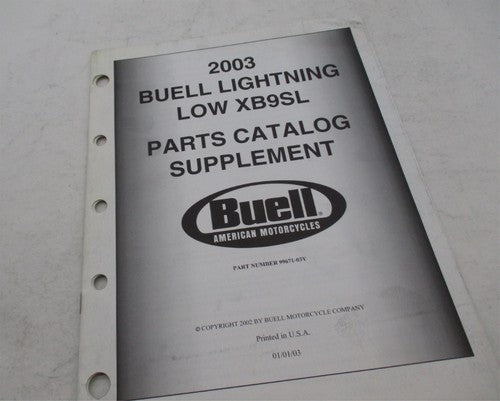 2003
BUELL LIGHTNING
LOW XB9SL
PARTS CATALOG
SUPPLEMENT
Buell®
AMERICAN MOTORCYCLES
PART NUMBER 99671-03Y
© COPYRIGHT 2002 BY BUELL MOTORCYCLE COMPANY
Printed in U.S.A.
01/01/03